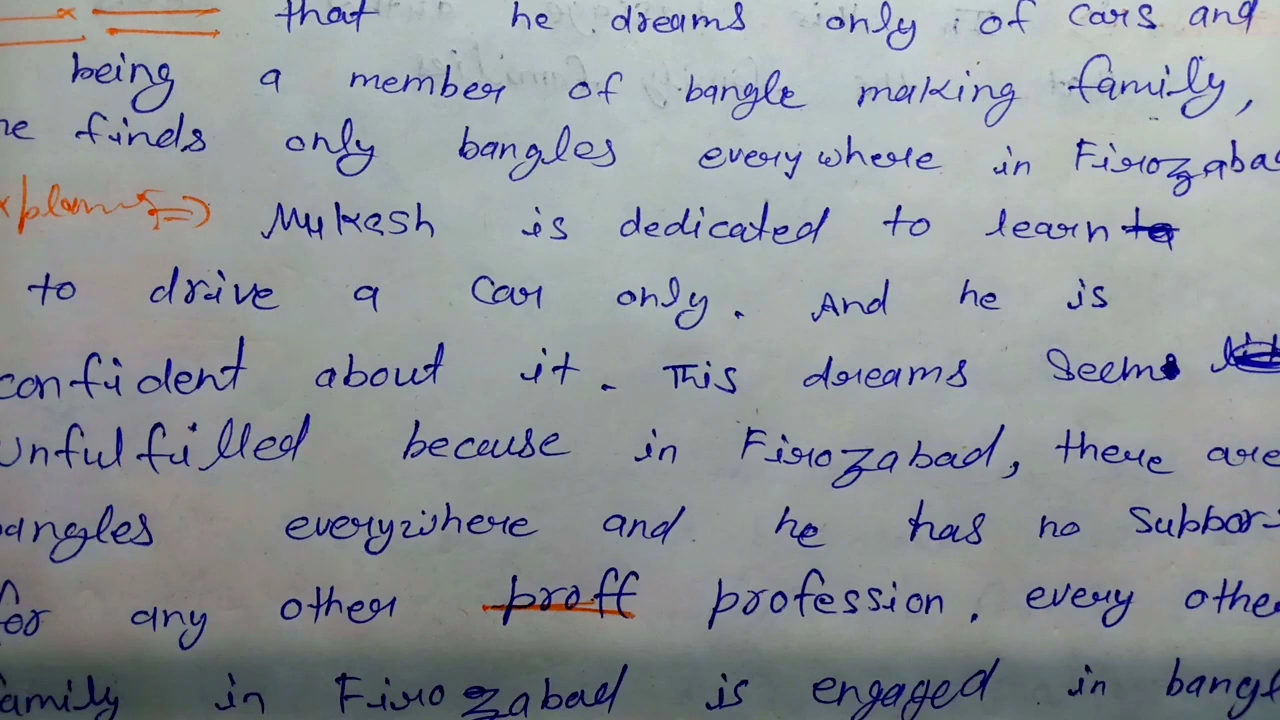 that he dreams only of cars and
being a member of bangle making family,
he finds only bangles everywhere in Firozabad
Mukesh is dedicated to learn
to drive a car only. And he is
confident about it. This dreams seems
unfulfilled because in Firozabad, there are
bangles everywhere and he has no
for any other proff profession. every other
family in Firozabad is engaged in bangl